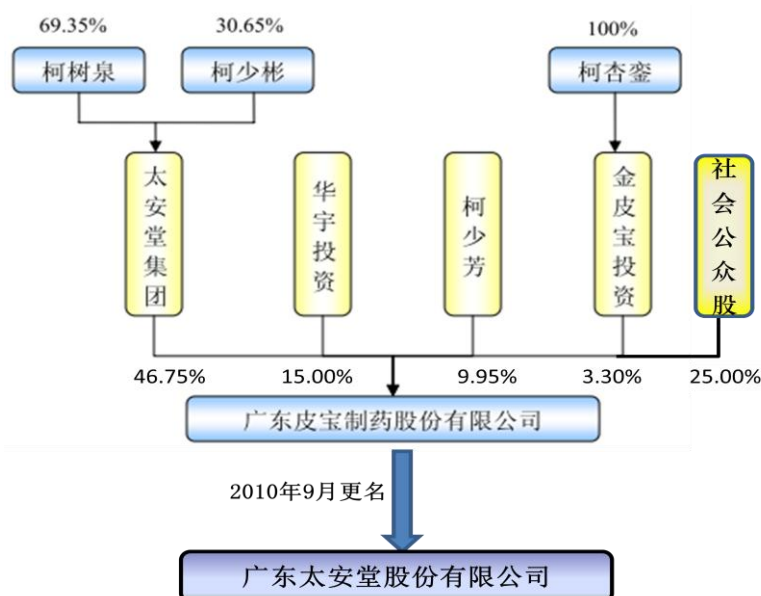 69.35%
30.65%
100%
柯树泉
柯少彬
柯杏銮
太安堂集团
华宇投资
柯少芳
金皮宝投资
社会公众股
46.75%
15.00%
9.95%
3.30%
25.00%
广东皮宝制药股份有限公司
2010年9月更名
广东太安堂股份有限公司